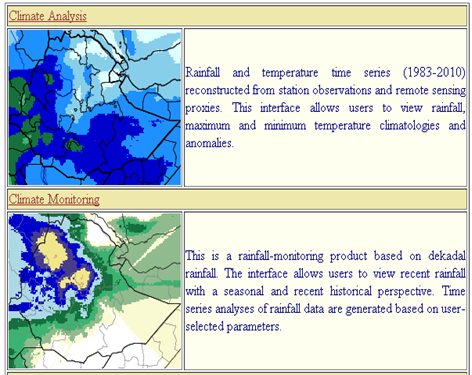 Climate Analysis
Rainfall and temperature time series (1983-2010)
reconstructed from station observations and remote sensing
proxies. This interface allows users to view rainfall,
maximum and minimum temperature climatologies and
anomalies.
Climate Monitoring
This is a rainfall-monitoring product based on dekadal
rainfall. The interface allows users to view recent rainfall
with a seasonal and recent historical perspective. Time
series analyses of rainfall data are generated based on user-
selected parameters.